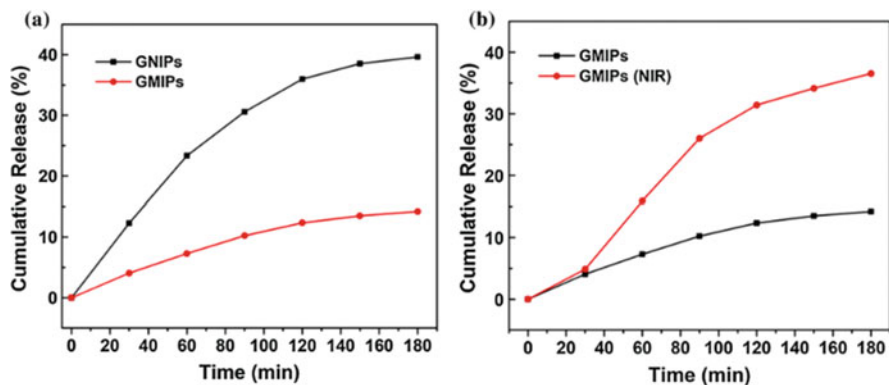 (a)
GNIPs
GMIPs
Cumulative Release (%)
40
30
20
10
0
0 20 40 60 80 100 120 140 160 180
Time (min)
(b)
GMIPs
GMIPs (NIR)
Cumulative Release (%)
40
30
20
10
0
0 20 40 60 80 100 120 140 160 180
Time (min)